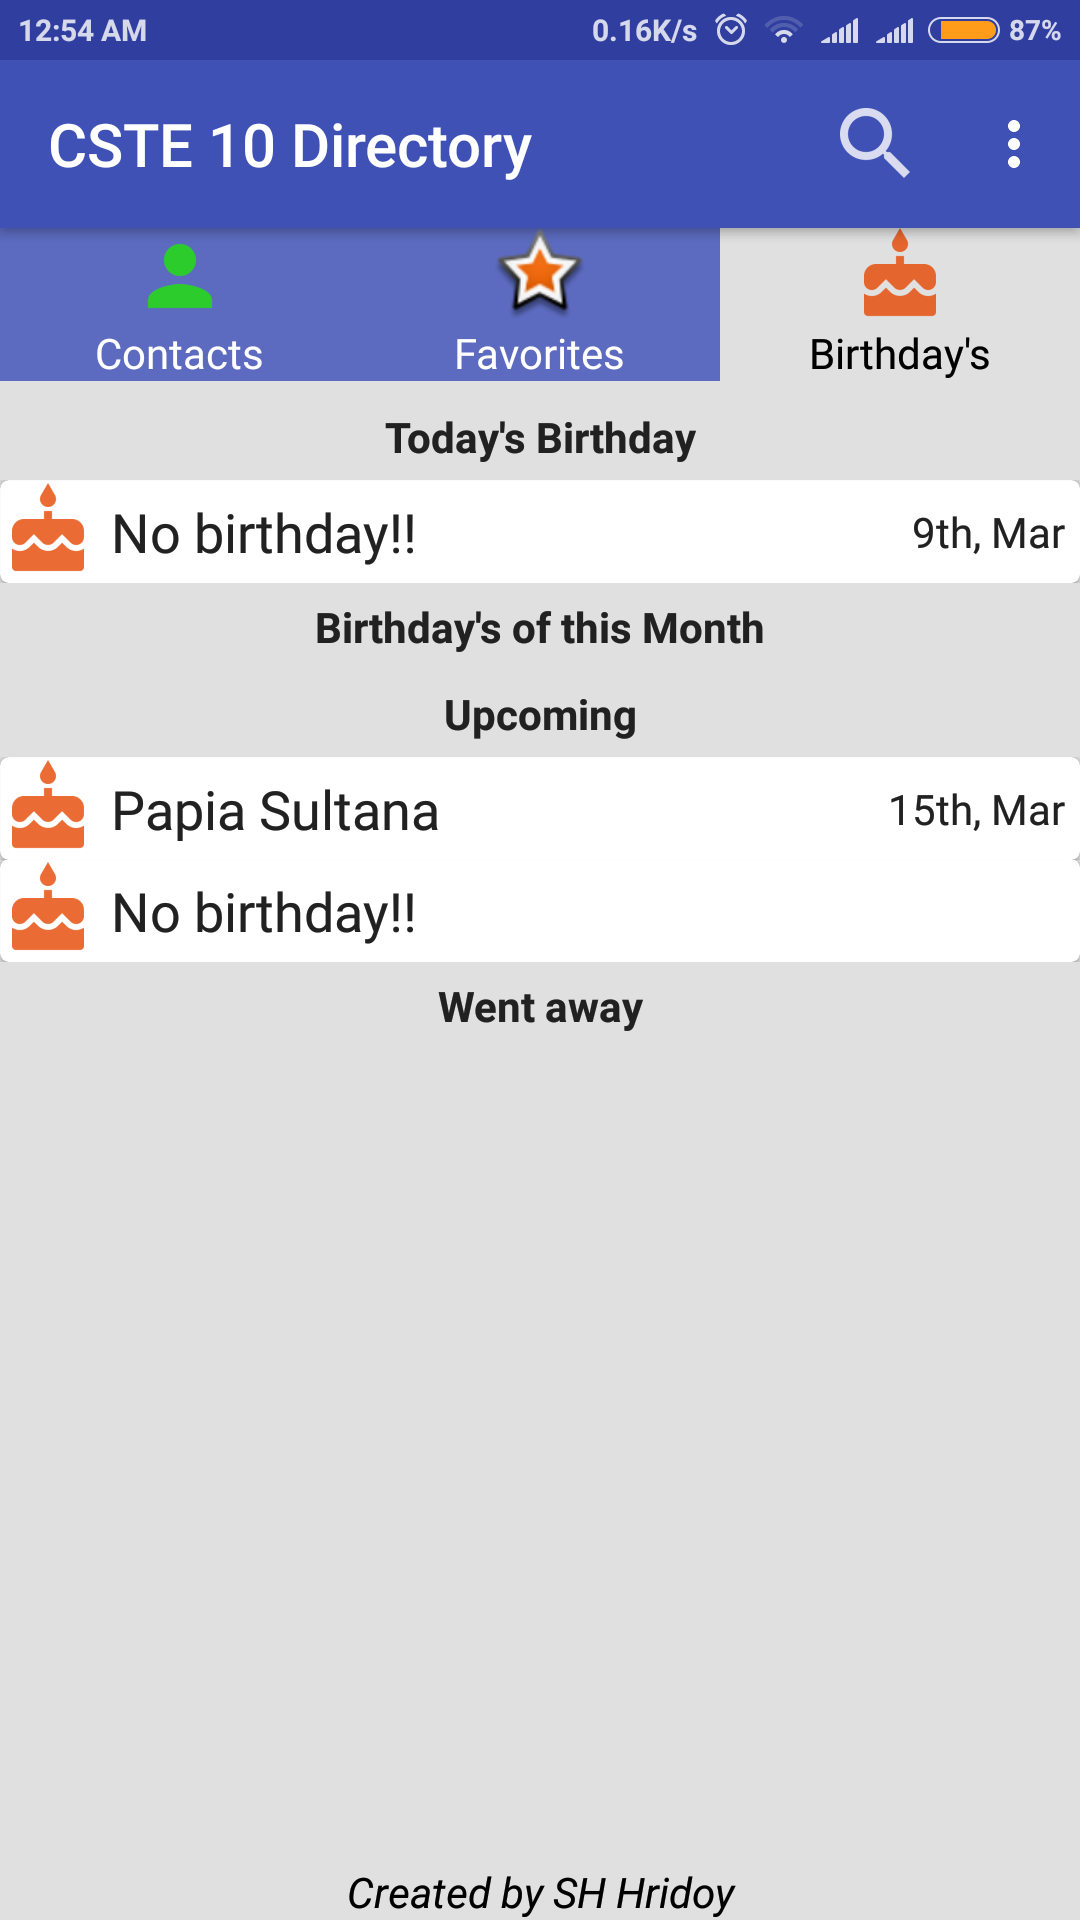 12:54 AM 0.16K/s 87%
CSTE 10 Directory
Contacts Favorites Birthday's
Today's Birthday
No birthday!! 9th, Mar
Birthday's of this Month
Upcoming
Papia Sultana 15th, Mar
No birthday!!
Went away
Created by SH Hridoy